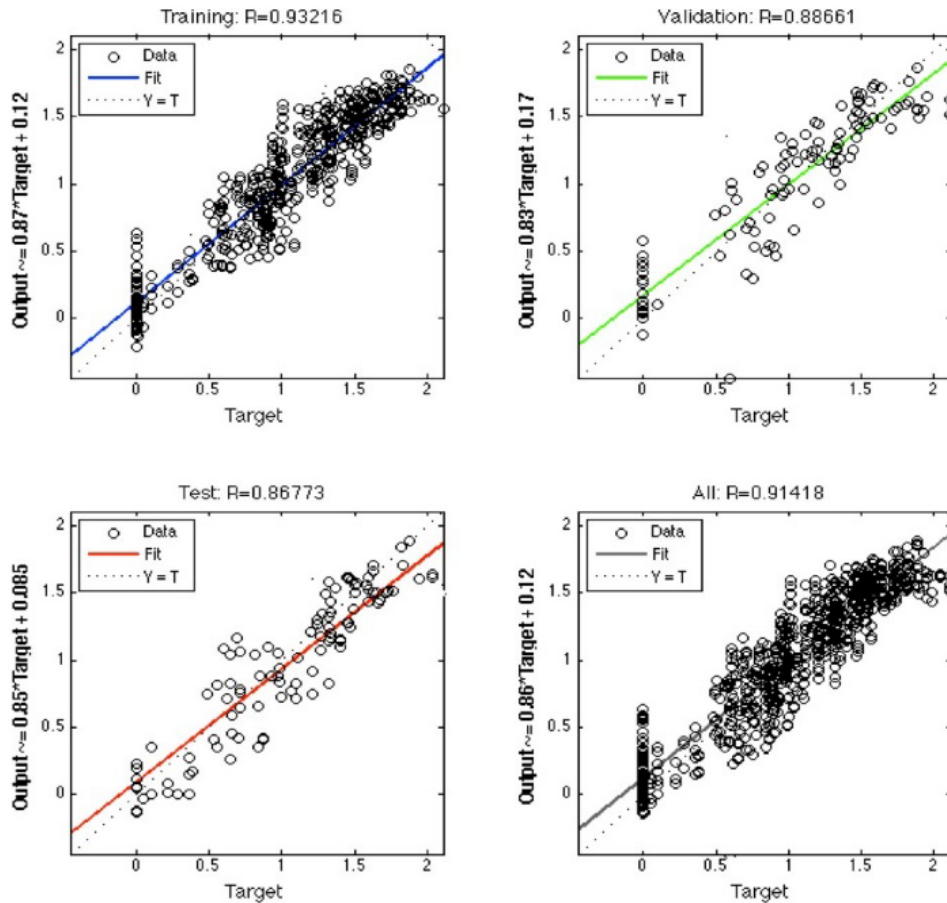 Training: R=0.93216
Output ~= 0.87*Target + 0.12
2
1.5
1
0.5
0
Data
Fit
Y = T
0 0.5 1 1.5 2
Target
Validation: R=0.88661
Output ~= 0.83*Target + 0.17
2
1.5
1
0.5
0
Data
Fit
Y = T
0 0.5 1 1.5 2
Target
Test: R=0.86773
Output ~= 0.85*Target + 0.085
2
1.5
1
0.5
0
Data
Fit
Y = T
0 0.5 1 1.5 2
Target
All: R=0.91418
Output ~= 0.86*Target + 0.12
2
1.5
1
0.5
0
Data
Fit
Y = T
0 0.5 1 1.5 2
Target